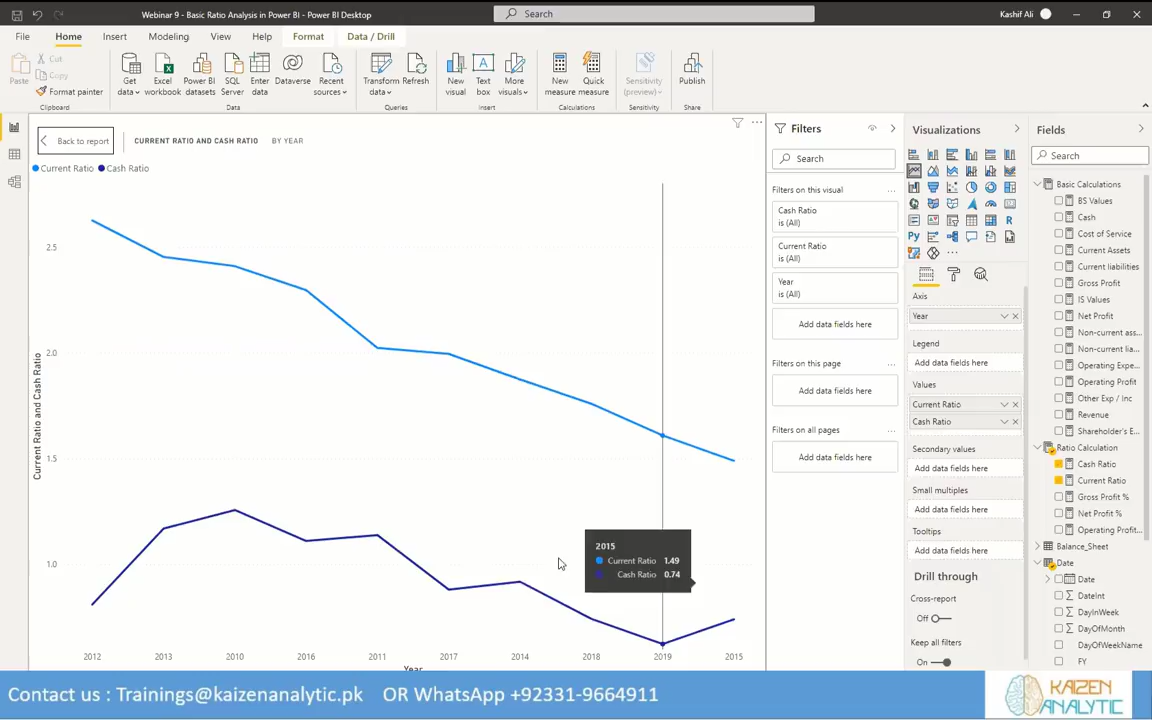 Webinar 9 - Basic Ratio Analysis in Power BI - Power BI Desktop
Search
Kashif Ali
File Home Insert Modeling View Help Format Data / Drill
Paste
Cut
Copy
Format painter
Clipboard
Get data
Excel workbook
Power BI datasets
SQL Server
Enter data
Dataverse
Recent sources
Data
Transform data
Refresh
Queries
New visual
Text box
More visuals
Insert
New measure
Quick measure
Calculations
Sensitivity (preview)
Sensitivity
Publish
Share
Back to report
CURRENT RATIO AND CASH RATIO BY YEAR
Current Ratio Cash Ratio
Current Ratio and Cash Ratio
2.5
2.0
1.5
1.0
2015
Current Ratio 1.49
Cash Ratio 0.74
2012 2013 2010 2016 2011 2017 2014 2018 2019 2015
Year
Filters
Search
Filters on this visual
Cash Ratio
is (All)
Current Ratio
is (All)
Year
is (All)
Add data fields here
Filters on this page
Add data fields here
Filters on all pages
Add data fields here
Visualizations
R
Py
Axis
Year
Legend
Add data fields here
Values
Current Ratio
Cash Ratio
Secondary values
Add data fields here
Small multiples
Add data fields here
Tooltips
Add data fields here
Drill through
Cross-report
Off
Keep all filters
On
Fields
Search
Basic Calculations
BS Values
Cash
Cost of Service
Current Assets
Current liabilities
Gross Profit
IS Values
Net Profit
Non-current ass...
Non-current lia...
Operating Expe...
Operating Profit
Other Exp / Inc
Revenue
Shareholder's E...
Ratio Calculation
Cash Ratio
Current Ratio
Gross Profit %
Net Profit %
Operating Profit...
Balance_Sheet
Date
Date
DateInt
DayInWeek
DayOfMonth
DayOfWeekName
FY
Contact us : Trainings@kaizenanalytic.pk OR WhatsApp +92331-9664911
KAIZEN
ANALYTIC